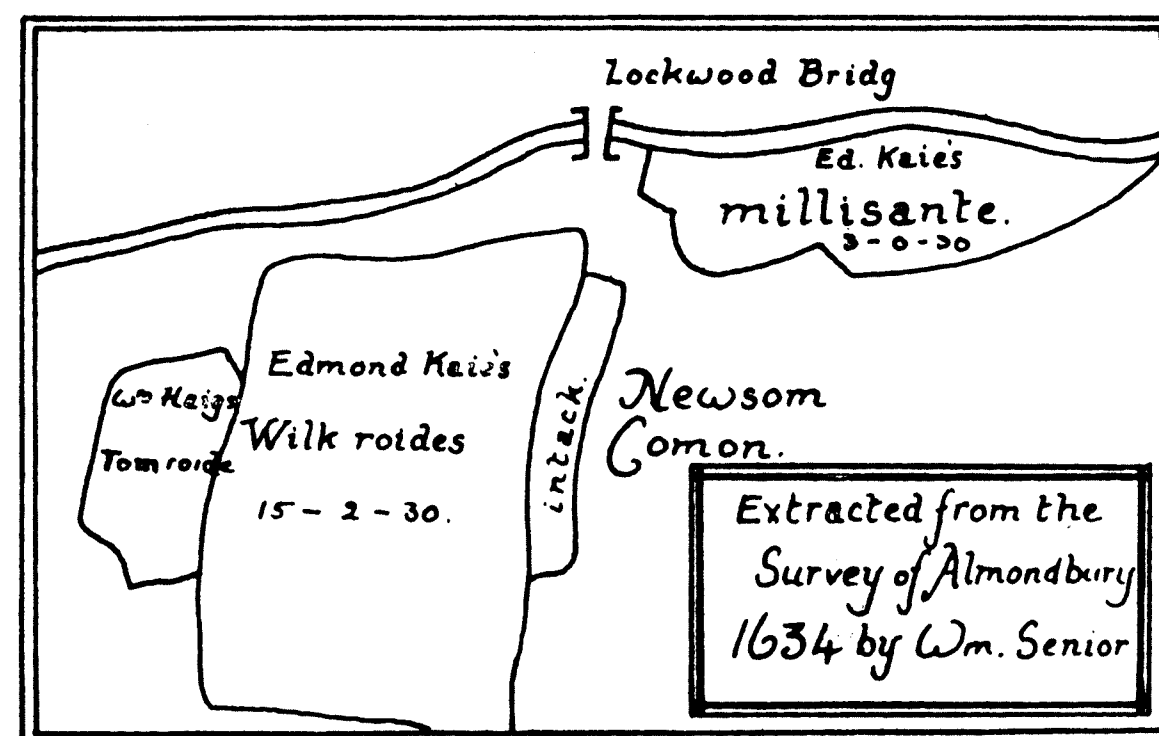 Lockwood Bridg
Ed. Kaie's
millisante.
3-0-30
Edmond Kaie's
Wilk roides
15 - 2 - 30.
Wm Haigs
Tom roide
intack.
Newsom
Comon.
Extracted from the
Survey of Almondbury
1634 by Wm. Senior